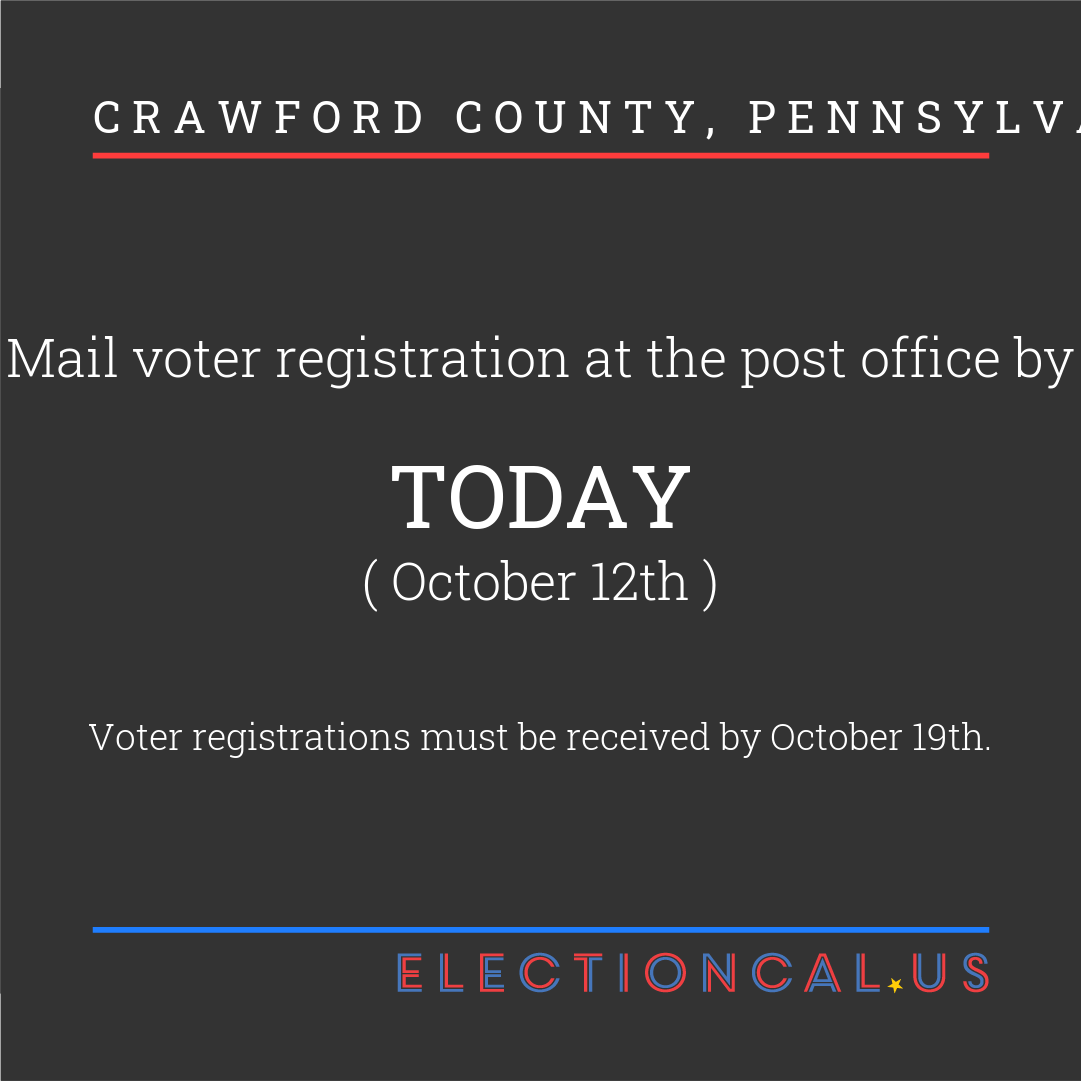 CRAWFORD COUNTY, PENNSYLVA
Mail voter registration at the post office by
TODAY
( October 12th )
Voter registrations must be received by October 19th.
ELECTIONCAL.US